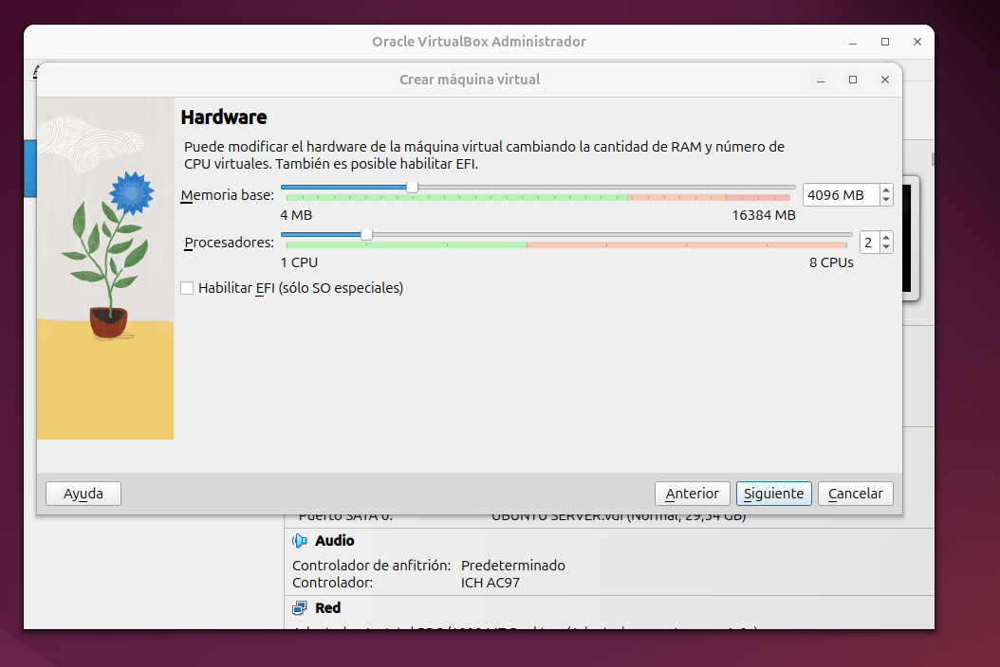 Oracle VirtualBox Administrador
Crear máquina virtual
Hardware
Puede modificar el hardware de la máquina virtual cambiando la cantidad de RAM y número de
CPU virtuales. También es posible habilitar EFI.
Memoria base:
4096 MB
4 MB
16384 MB
Procesadores:
2
1 CPU
8 CPUs
Habilitar EFI (sólo SO especiales)
Ayuda
Anterior
Siguiente
Cancelar
Puerto SATA 0:
UBUNTU SERVER.vdi (Normal, 29,54 GB)
Audio
Controlador de anfitrión: Predeterminado
Controlador: ICH AC97
Red